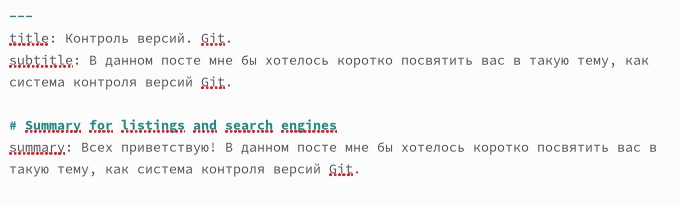 ---
title: Контроль версий. Git.
subtitle: В данном посте мне бы хотелось коротко посвятить вас в такую тему, как
система контроля версий Git.
# Summary for listings and search engines
summary: Всех приветствую! В данном посте мне бы хотелось коротко посвятить вас в
такую тему, как система контроля версий Git.